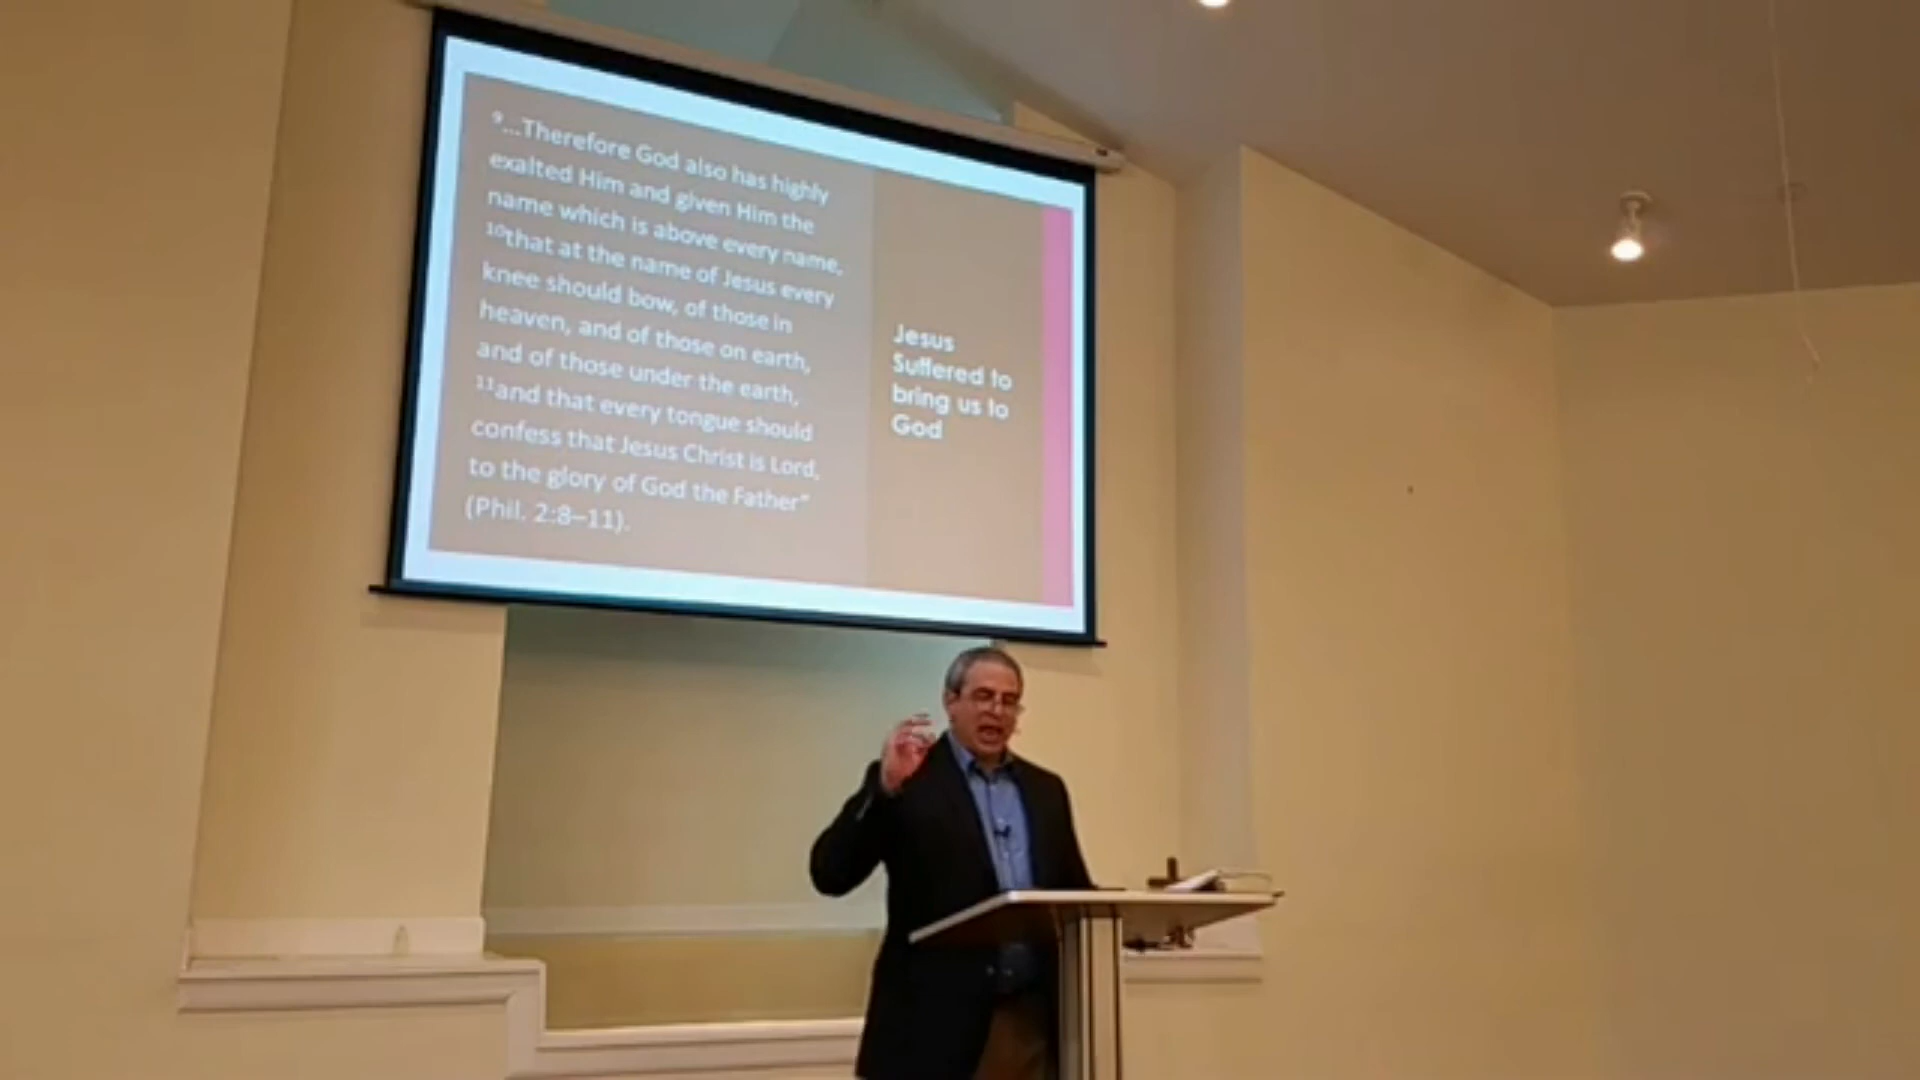 ⁹...Therefore God also has highly
exalted Him and given Him the
name which is above every name,
¹⁰that at the name of Jesus every
knee should bow, of those in
heaven, and of those on earth,
and of those under the earth,
¹¹and that every tongue should
confess that Jesus Christ is Lord,
to the glory of God the Father”
(Phil. 2:8–11).
Jesus
Suffered to
bring us to
God